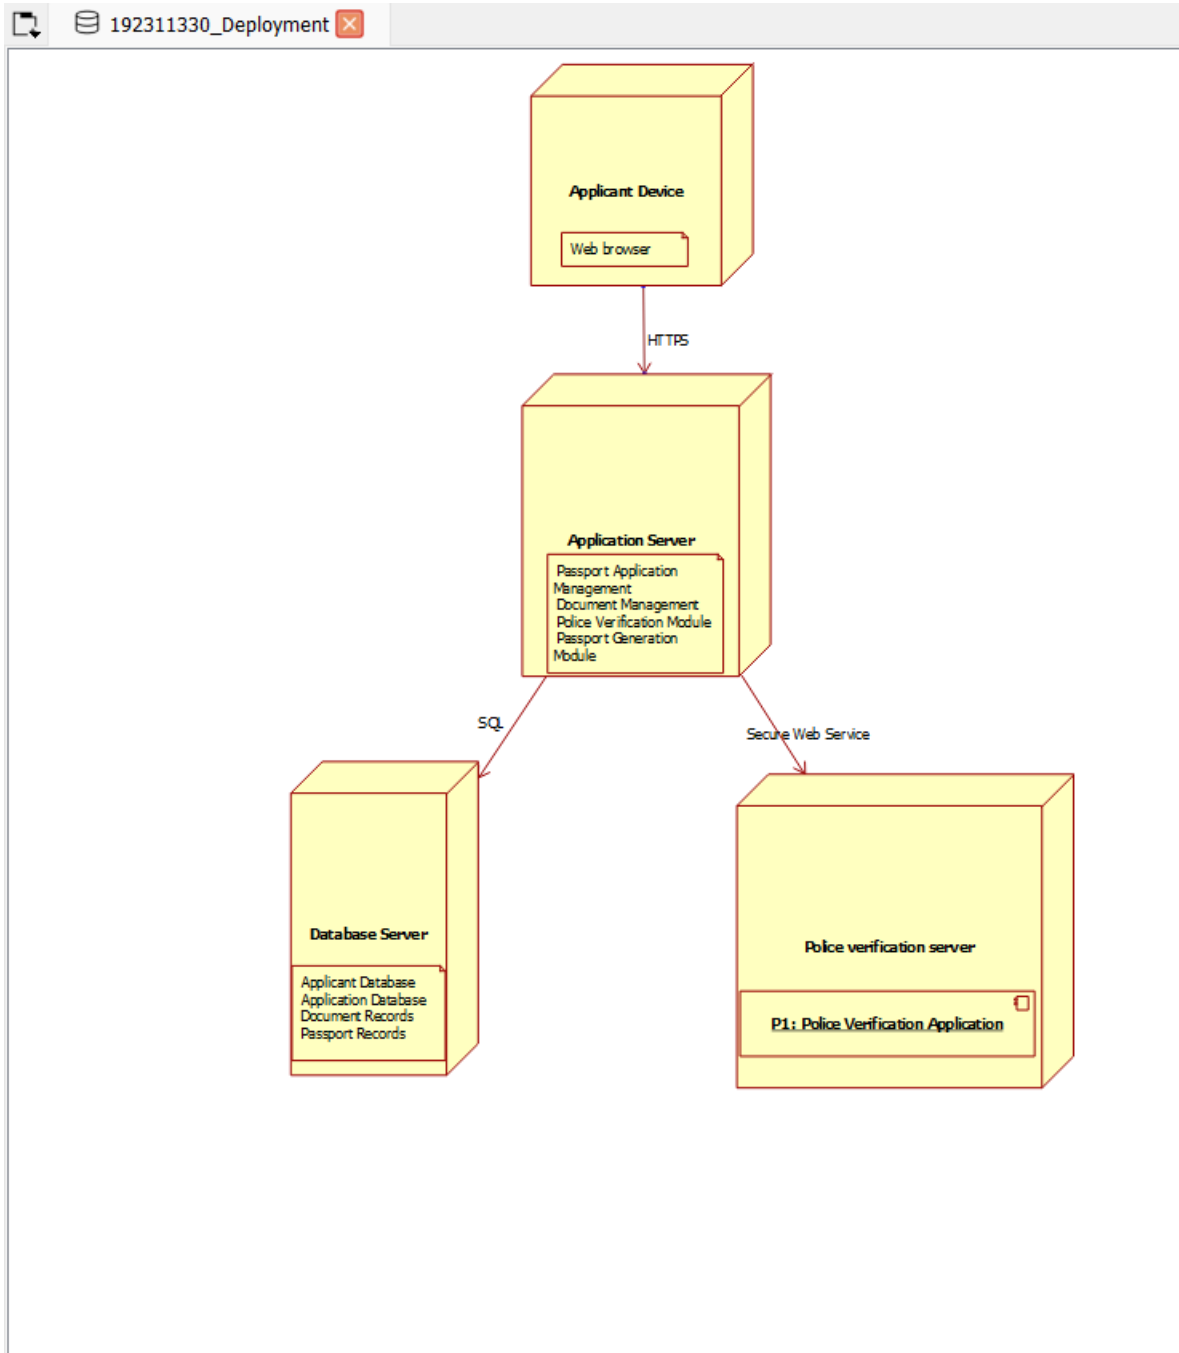 192311330_Deployment
Applicant Device
Web browser
HTTPS
Application Server
Passport Application
Management
Document Management
Police Verification Module
Passport Generation
Module
SQL
Secure Web Service
Database Server
Applicant Database
Application Database
Document Records
Passport Records
Police verification server
P1: Police Verification Application